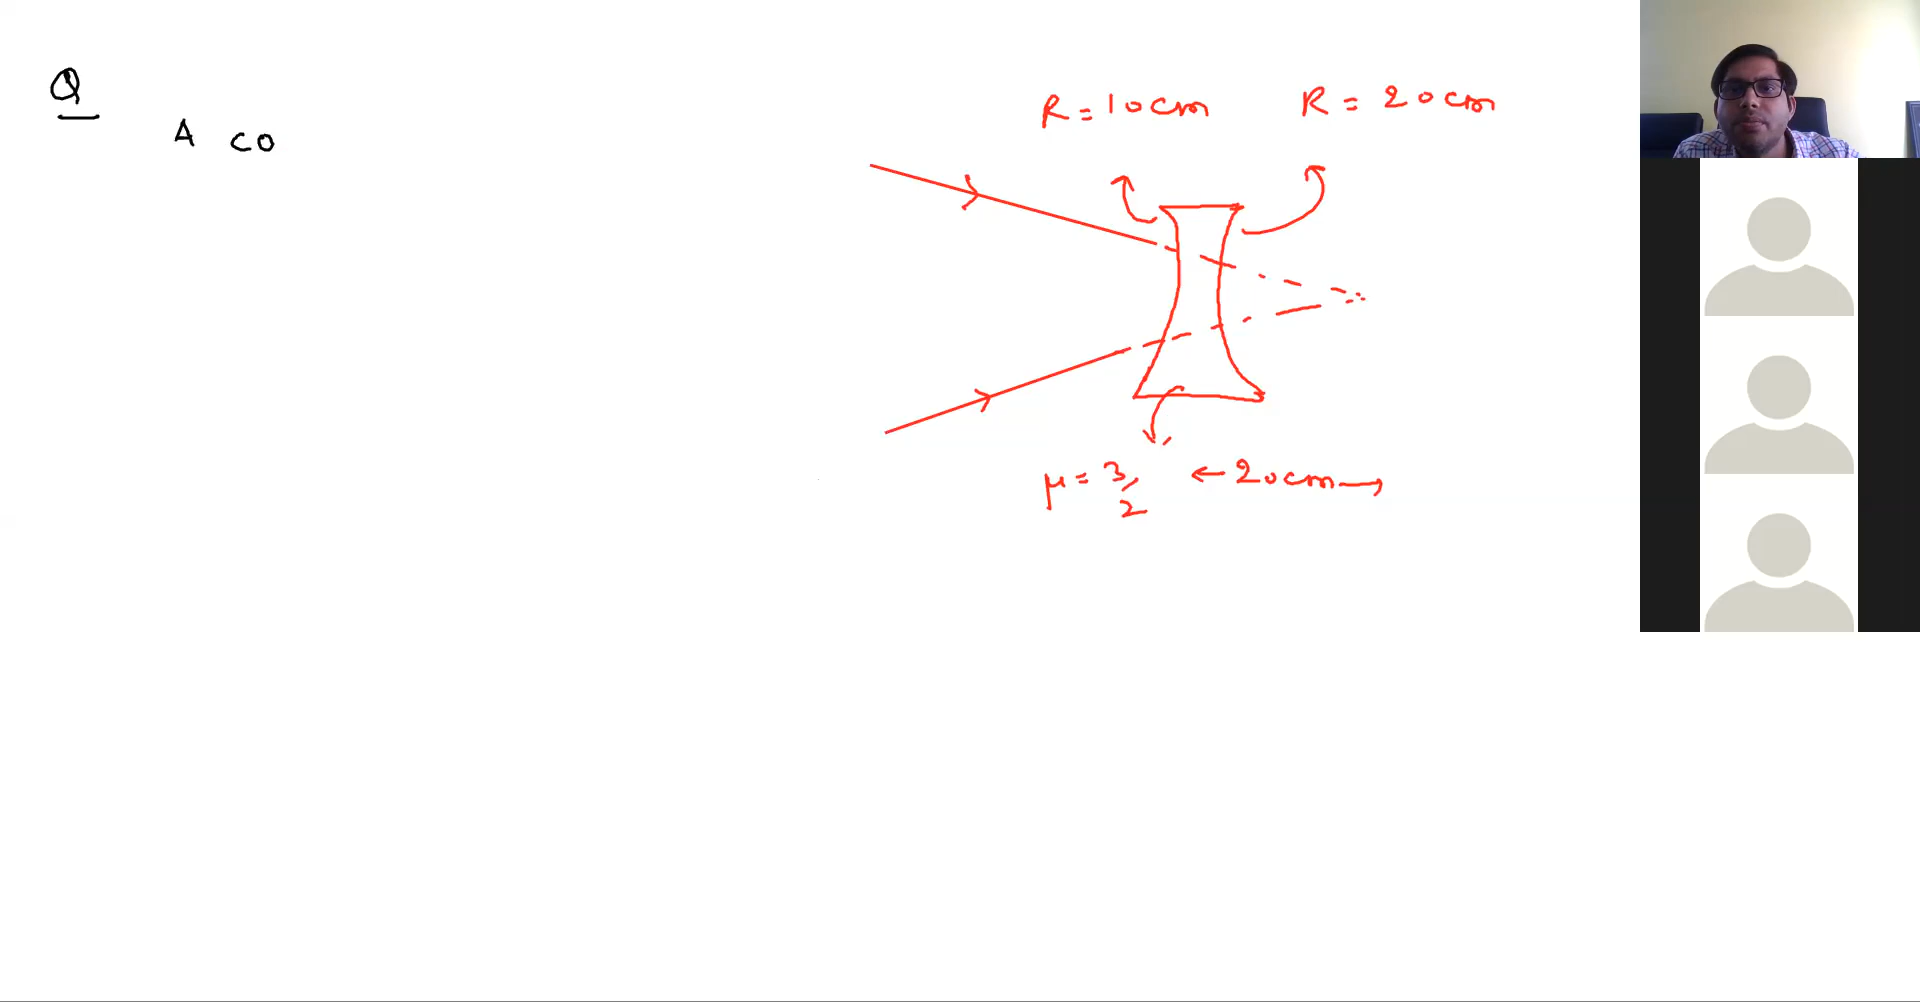 Q
A co
R = 10cm
R = 20cm
μ = 3/2
← 20cm →